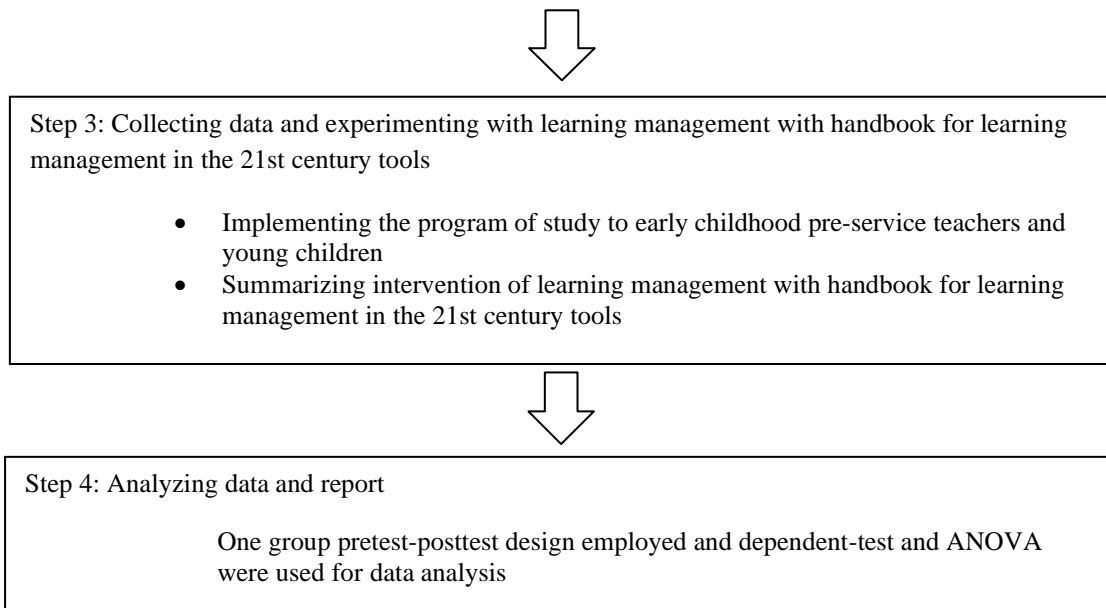 Step 3: Collecting data and experimenting with learning management with handbook for learning
management in the 21st century tools
• Implementing the program of study to early childhood pre-service teachers and
young children
• Summarizing intervention of learning management with handbook for learning
management in the 21st century tools
Step 4: Analyzing data and report
One group pretest-posttest design employed and dependent-test and ANOVA
were used for data analysis